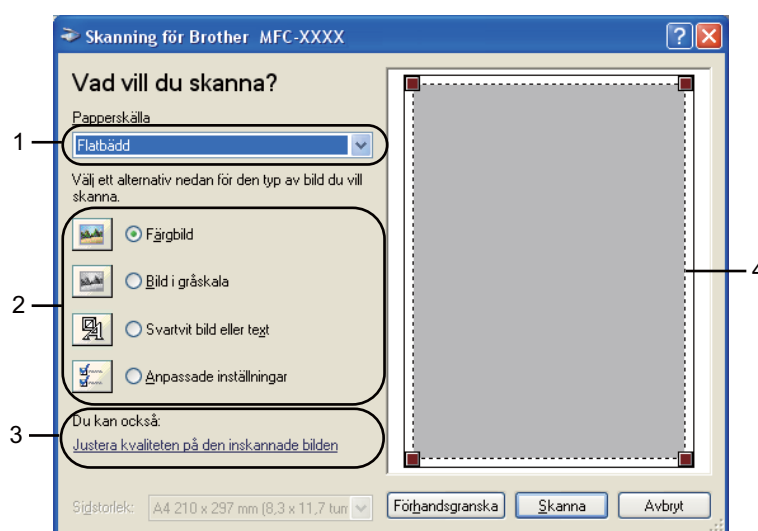 Skanning för Brother MFC-XXXX
Vad vill du skanna?
Papperskälla
1
Flatbädd
Välj ett alternativ nedan för den typ av bild du vill
skanna.
Färgbild
Bild i gråskala
2
Svartvit bild eller text
Anpassade inställningar
3
Du kan också:
Justera kvaliteten på den inskannade bilden
4
Sidstorlek:
A4 210 x 297 mm (8,3 x 11,7 tum
Förhandsgranska
Skanna
Avbryt